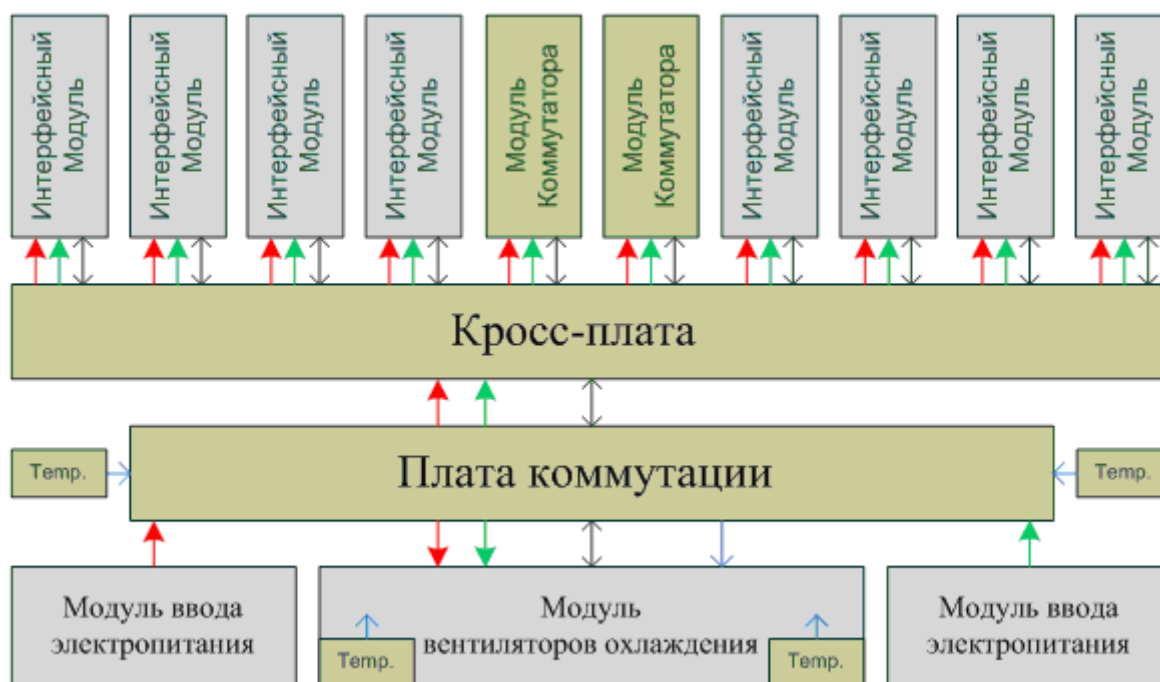 Интерфейсный
Модуль
Интерфейсный
Модуль
Интерфейсный
Модуль
Интерфейсный
Модуль
Модуль
Коммутатора
Модуль
Коммутатора
Интерфейсный
Модуль
Интерфейсный
Модуль
Интерфейсный
Модуль
Интерфейсный
Модуль
Кросс-плата
Temp.
Плата коммутации
Temp.
Модуль ввода
электропитания
Модуль
вентиляторов охлаждения
Temp.
Temp.
Модуль ввода
электропитания